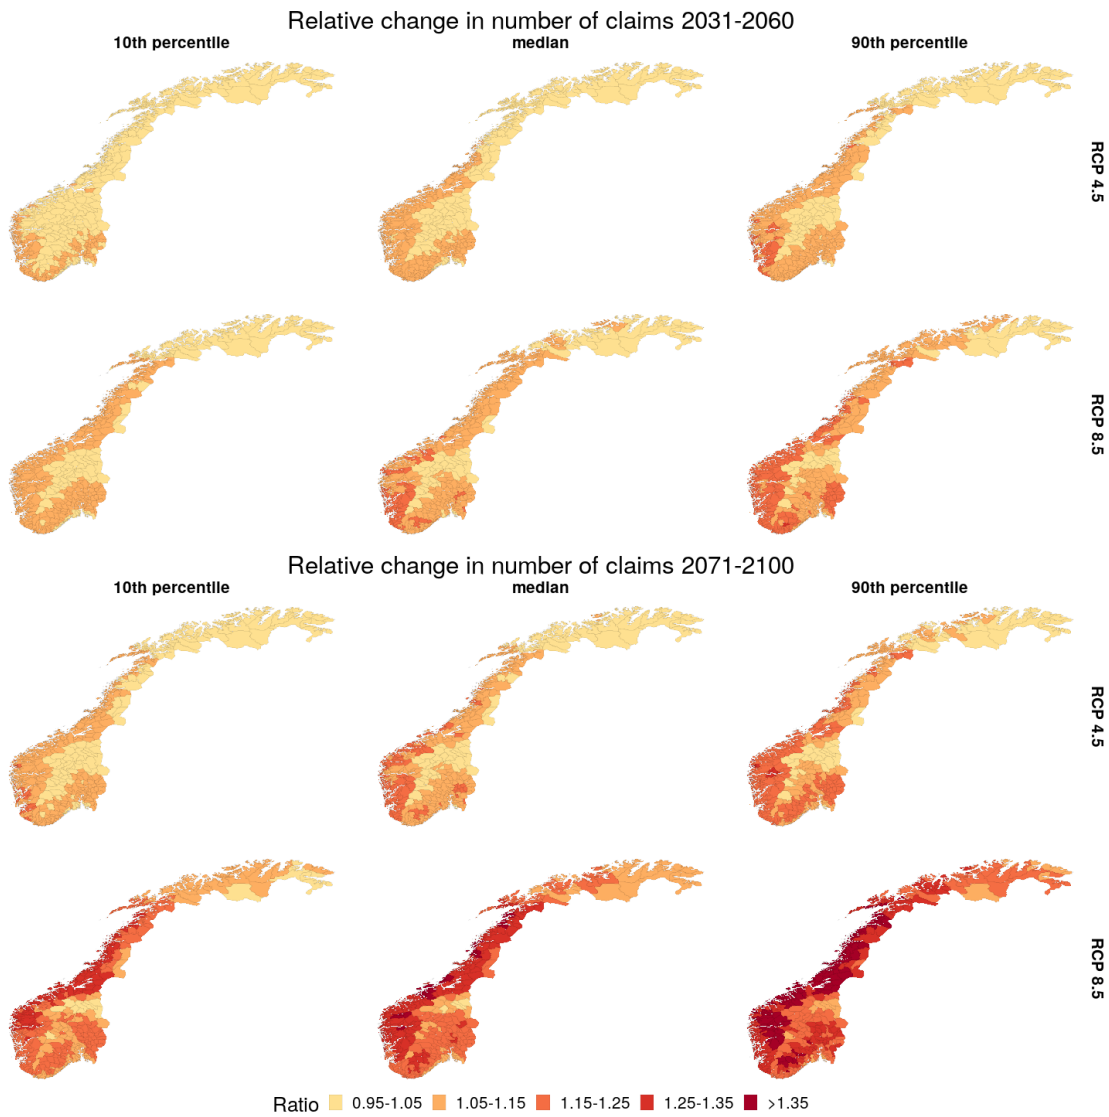 Relative change in number of claims 2031-2060
10th percentile
median
90th percentile
RCP 4.5
RCP 8.5
Relative change in number of claims 2071-2100
10th percentile
median
90th percentile
RCP 4.5
RCP 8.5
Ratio 0.95-1.05 1.05-1.15 1.15-1.25 1.25-1.35 >1.35